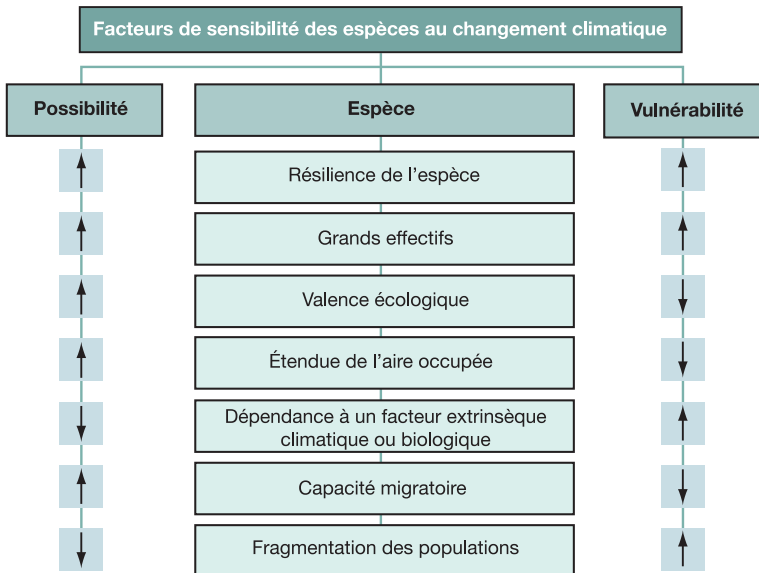 Facteurs de sensibilité des espèces au changement climatique
Possibilité
Espèce
Vulnérabilité
Résilience de l'espèce
Grands effectifs
Valence écologique
Étendue de l'aire occupée
Dépendance à un facteur extrinsèque
climatique ou biologique
Capacité migratoire
Fragmentation des populations